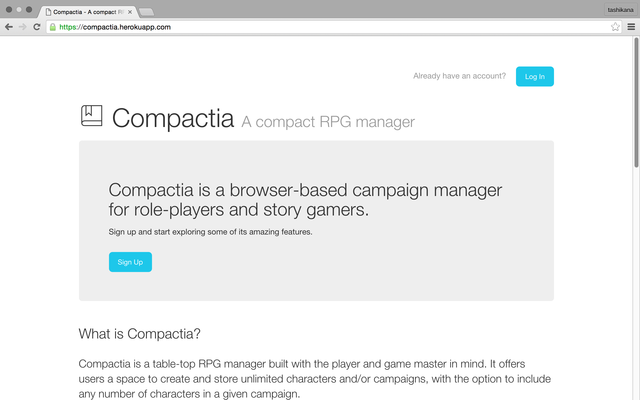 Compactia - A compact RP
tashikana
https://compactia.herokuapp.com
Already have an account?
Log In
Compactia A compact RPG manager
Compactia is a browser-based campaign manager
for role-players and story gamers.
Sign up and start exploring some of its amazing features.
Sign Up
What is Compactia?
Compactia is a table-top RPG manager built with the player and game master in mind. It offers
users a space to create and store unlimited characters and/or campaigns, with the option to include
any number of characters in a given campaign.